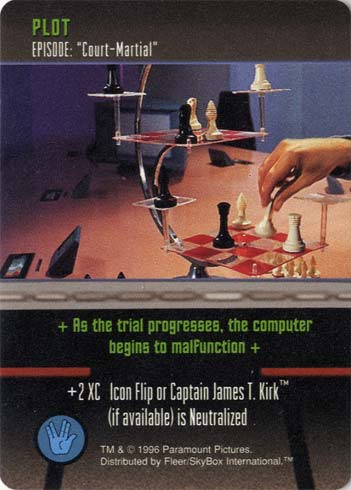 PLOT
EPISODE: "Court-Martial"
+ As the trial progresses, the computer
begins to malfunction +
+2 XC Icon Flip or Captain James T. Kirk™
(if available) is Neutralized
TM & © 1996 Paramount Pictures.
Distributed by Fleer/SkyBox International.™